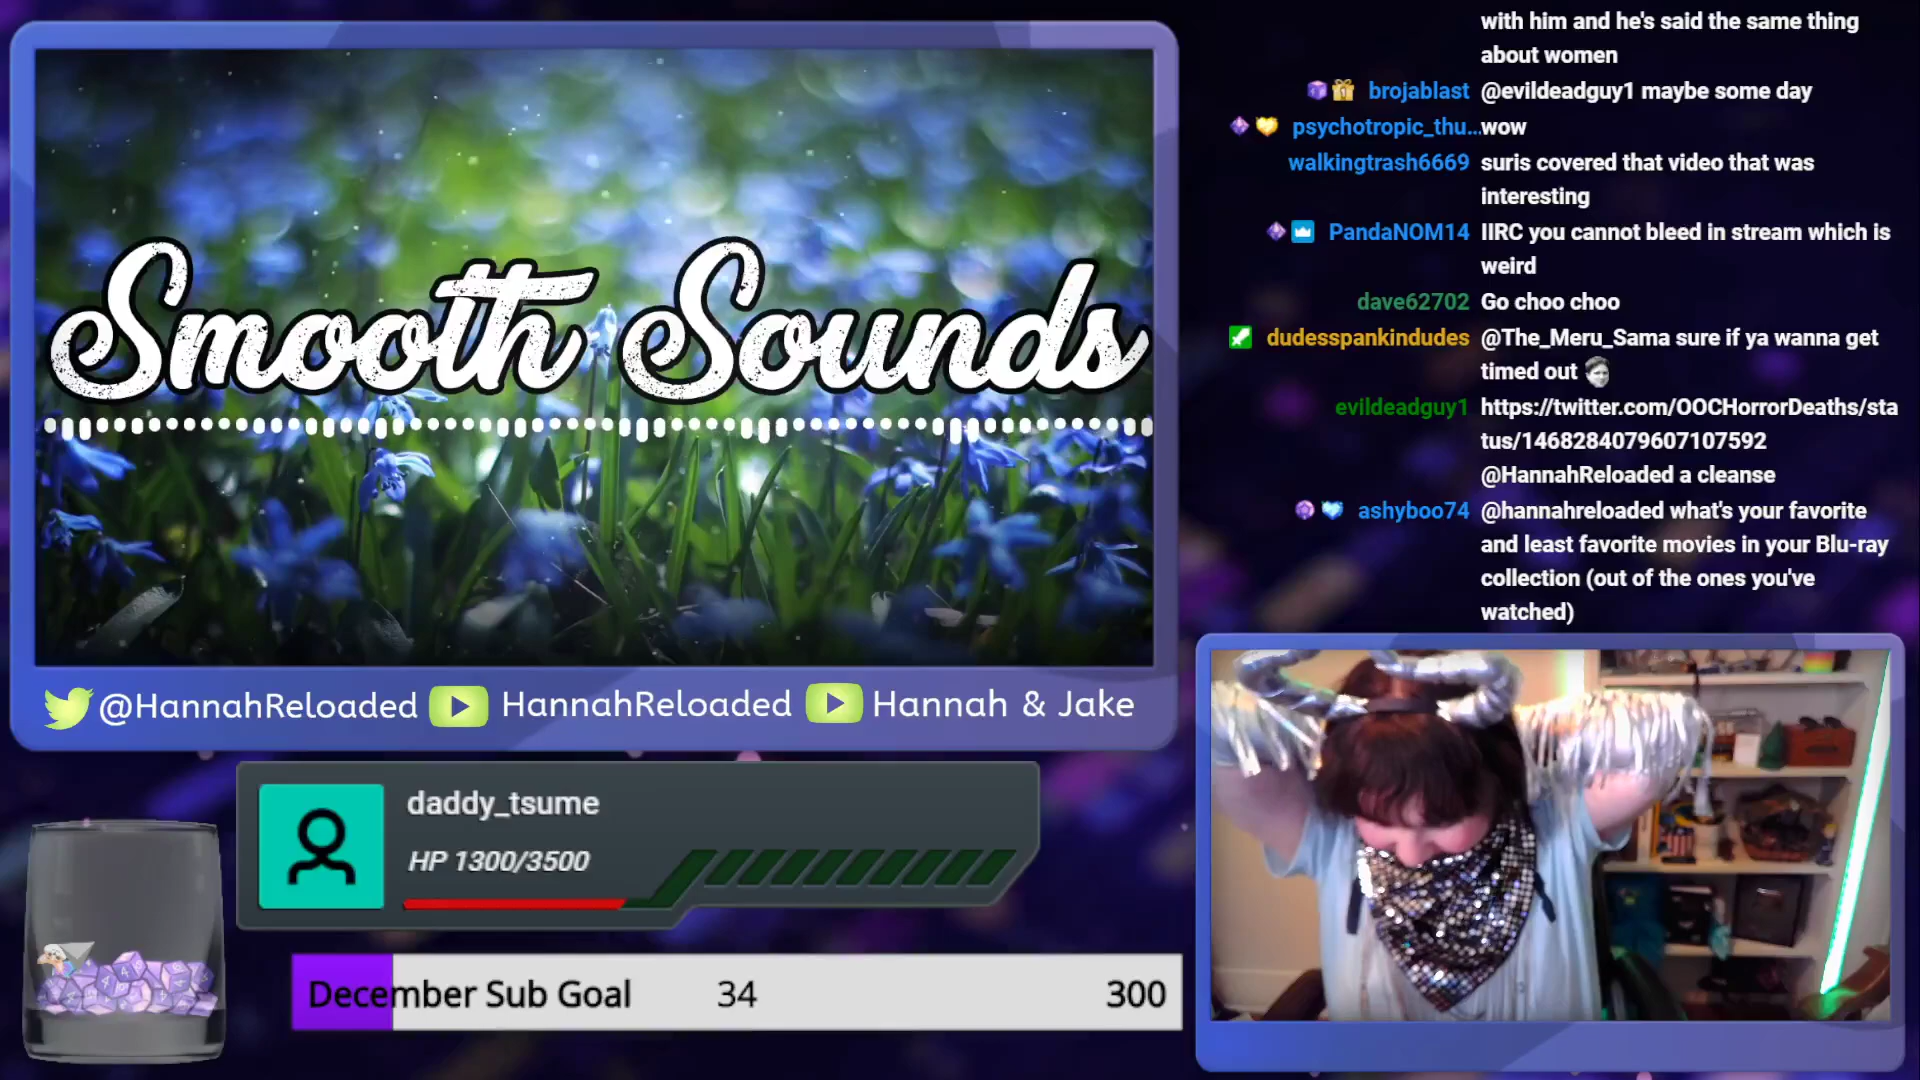 Smooth Sounds
@HannahReloaded HannahReloaded Hannah & Jake
daddy_tsume
HP 1300/3500
December Sub Goal 34 300
with him and he's said the same thing
about women
brojablast @evildeadguy1 maybe some day
psychotropic_thu... wow
walkingtrash6669 suris covered that video that was
interesting
PandaNOM14 IIRC you cannot bleed in stream which is
weird
dave62702 Go choo choo
dudesspankindudes @The_Meru_Sama sure if ya wanna get
timed out
evildeadguy1 https://twitter.com/OOCHorrorDeaths/sta
tus/1468284079607107592
@HannahReloaded a cleanse
ashyboo74 @hannahreloaded what's your favorite
and least favorite movies in your Blu-ray
collection (out of the ones you've
watched)